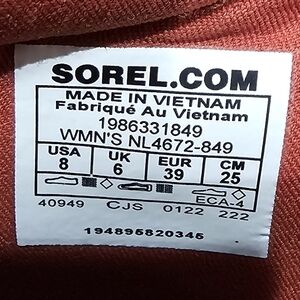 SOREL.COM
MADE IN VIETNAM
Fabriqué Au Vietnam
1986331849
WMN'S NL4672-849
USA UK EUR CM
8 6 39 25
ECA-4
40949 CJS 0122 222
194895820345